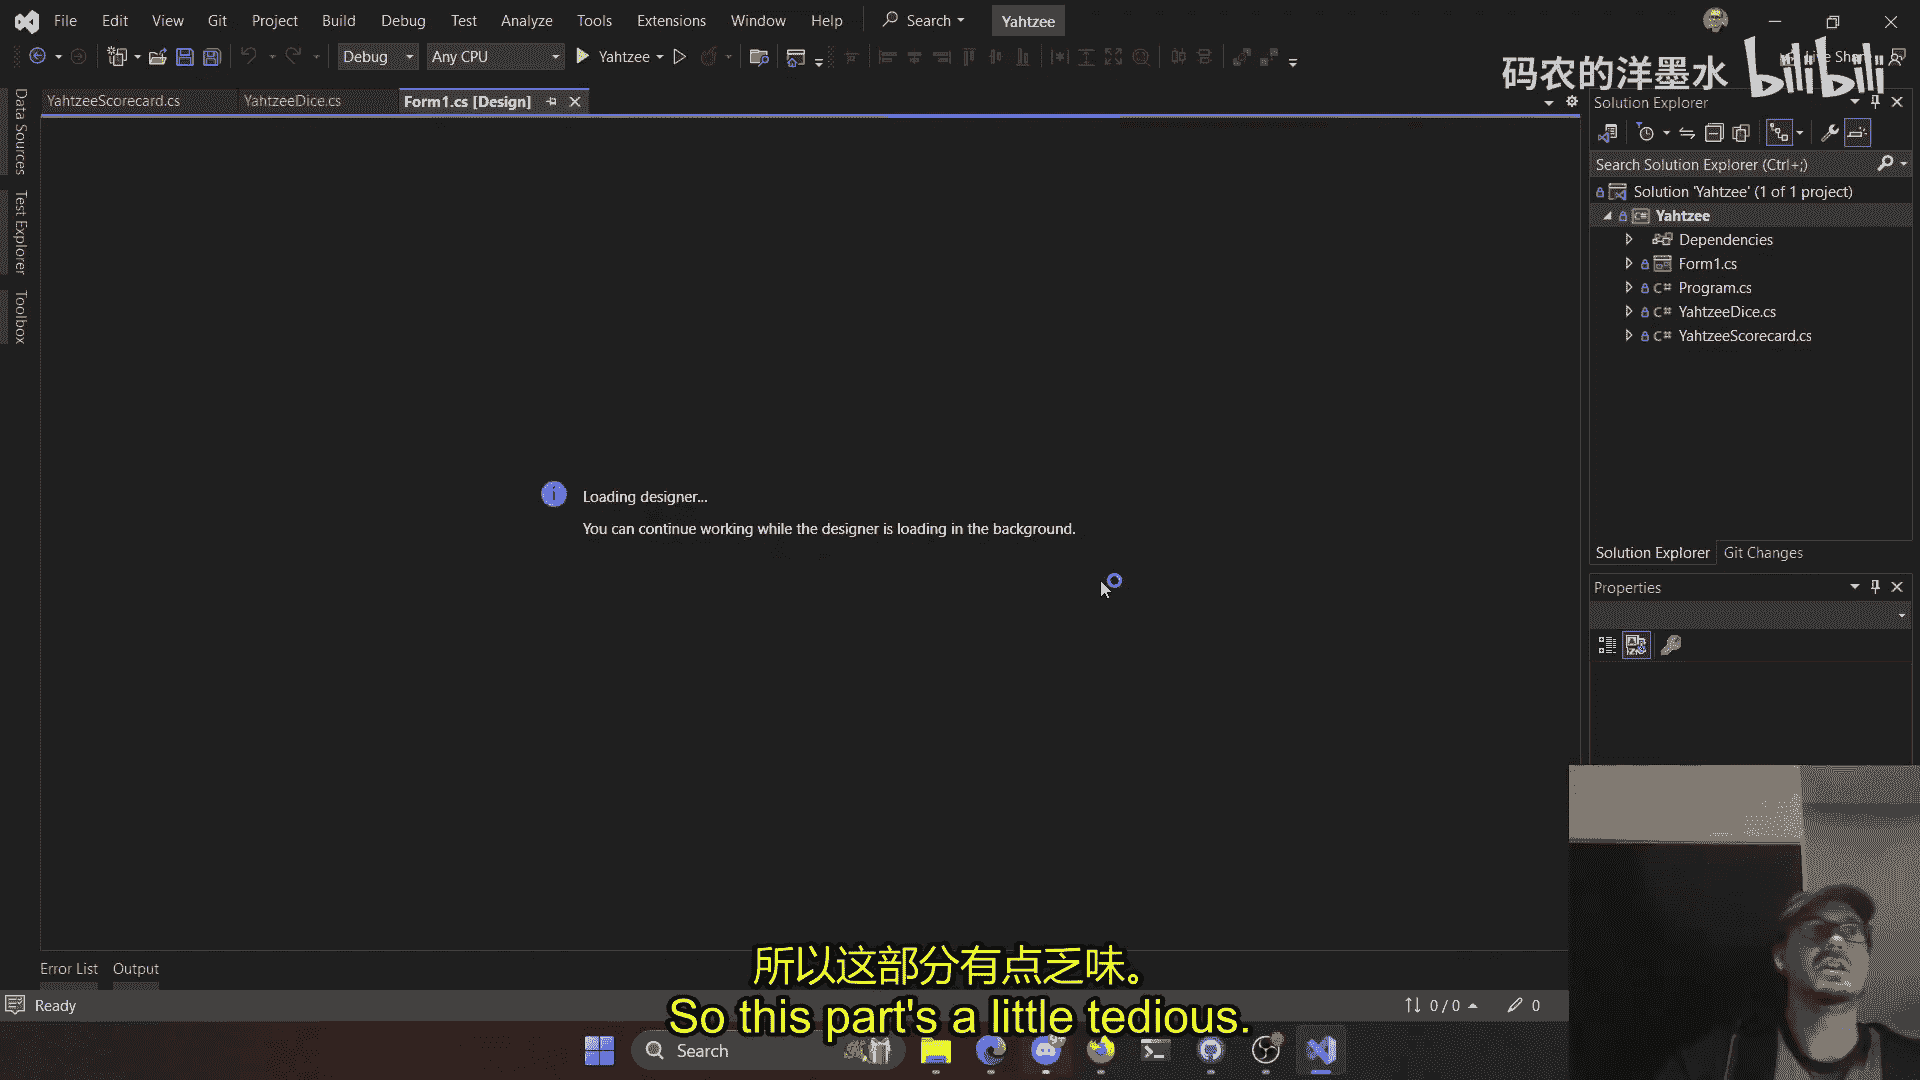 File Edit View Git Project Build Debug Test Analyze Tools Extensions Window Help Search Yahtzee
Debug Any CPU Yahtzee
码农的洋墨水 bilibili
YahtzeeScorecard.cs YahtzeeDice.cs Form1.cs [Design]
Data Sources
Test Explorer
Toolbox
Loading designer...
You can continue working while the designer is loading in the background.
Solution Explorer
Search Solution Explorer (Ctrl+;)
Solution 'Yahtzee' (1 of 1 project)
Yahtzee
Dependencies
Form1.cs
Program.cs
YahtzeeDice.cs
YahtzeeScorecard.cs
Solution Explorer Git Changes
Properties
Error List Output
Ready 0 / 0 0
所以这部分有点乏味。
So this part's a little tedious.
Search